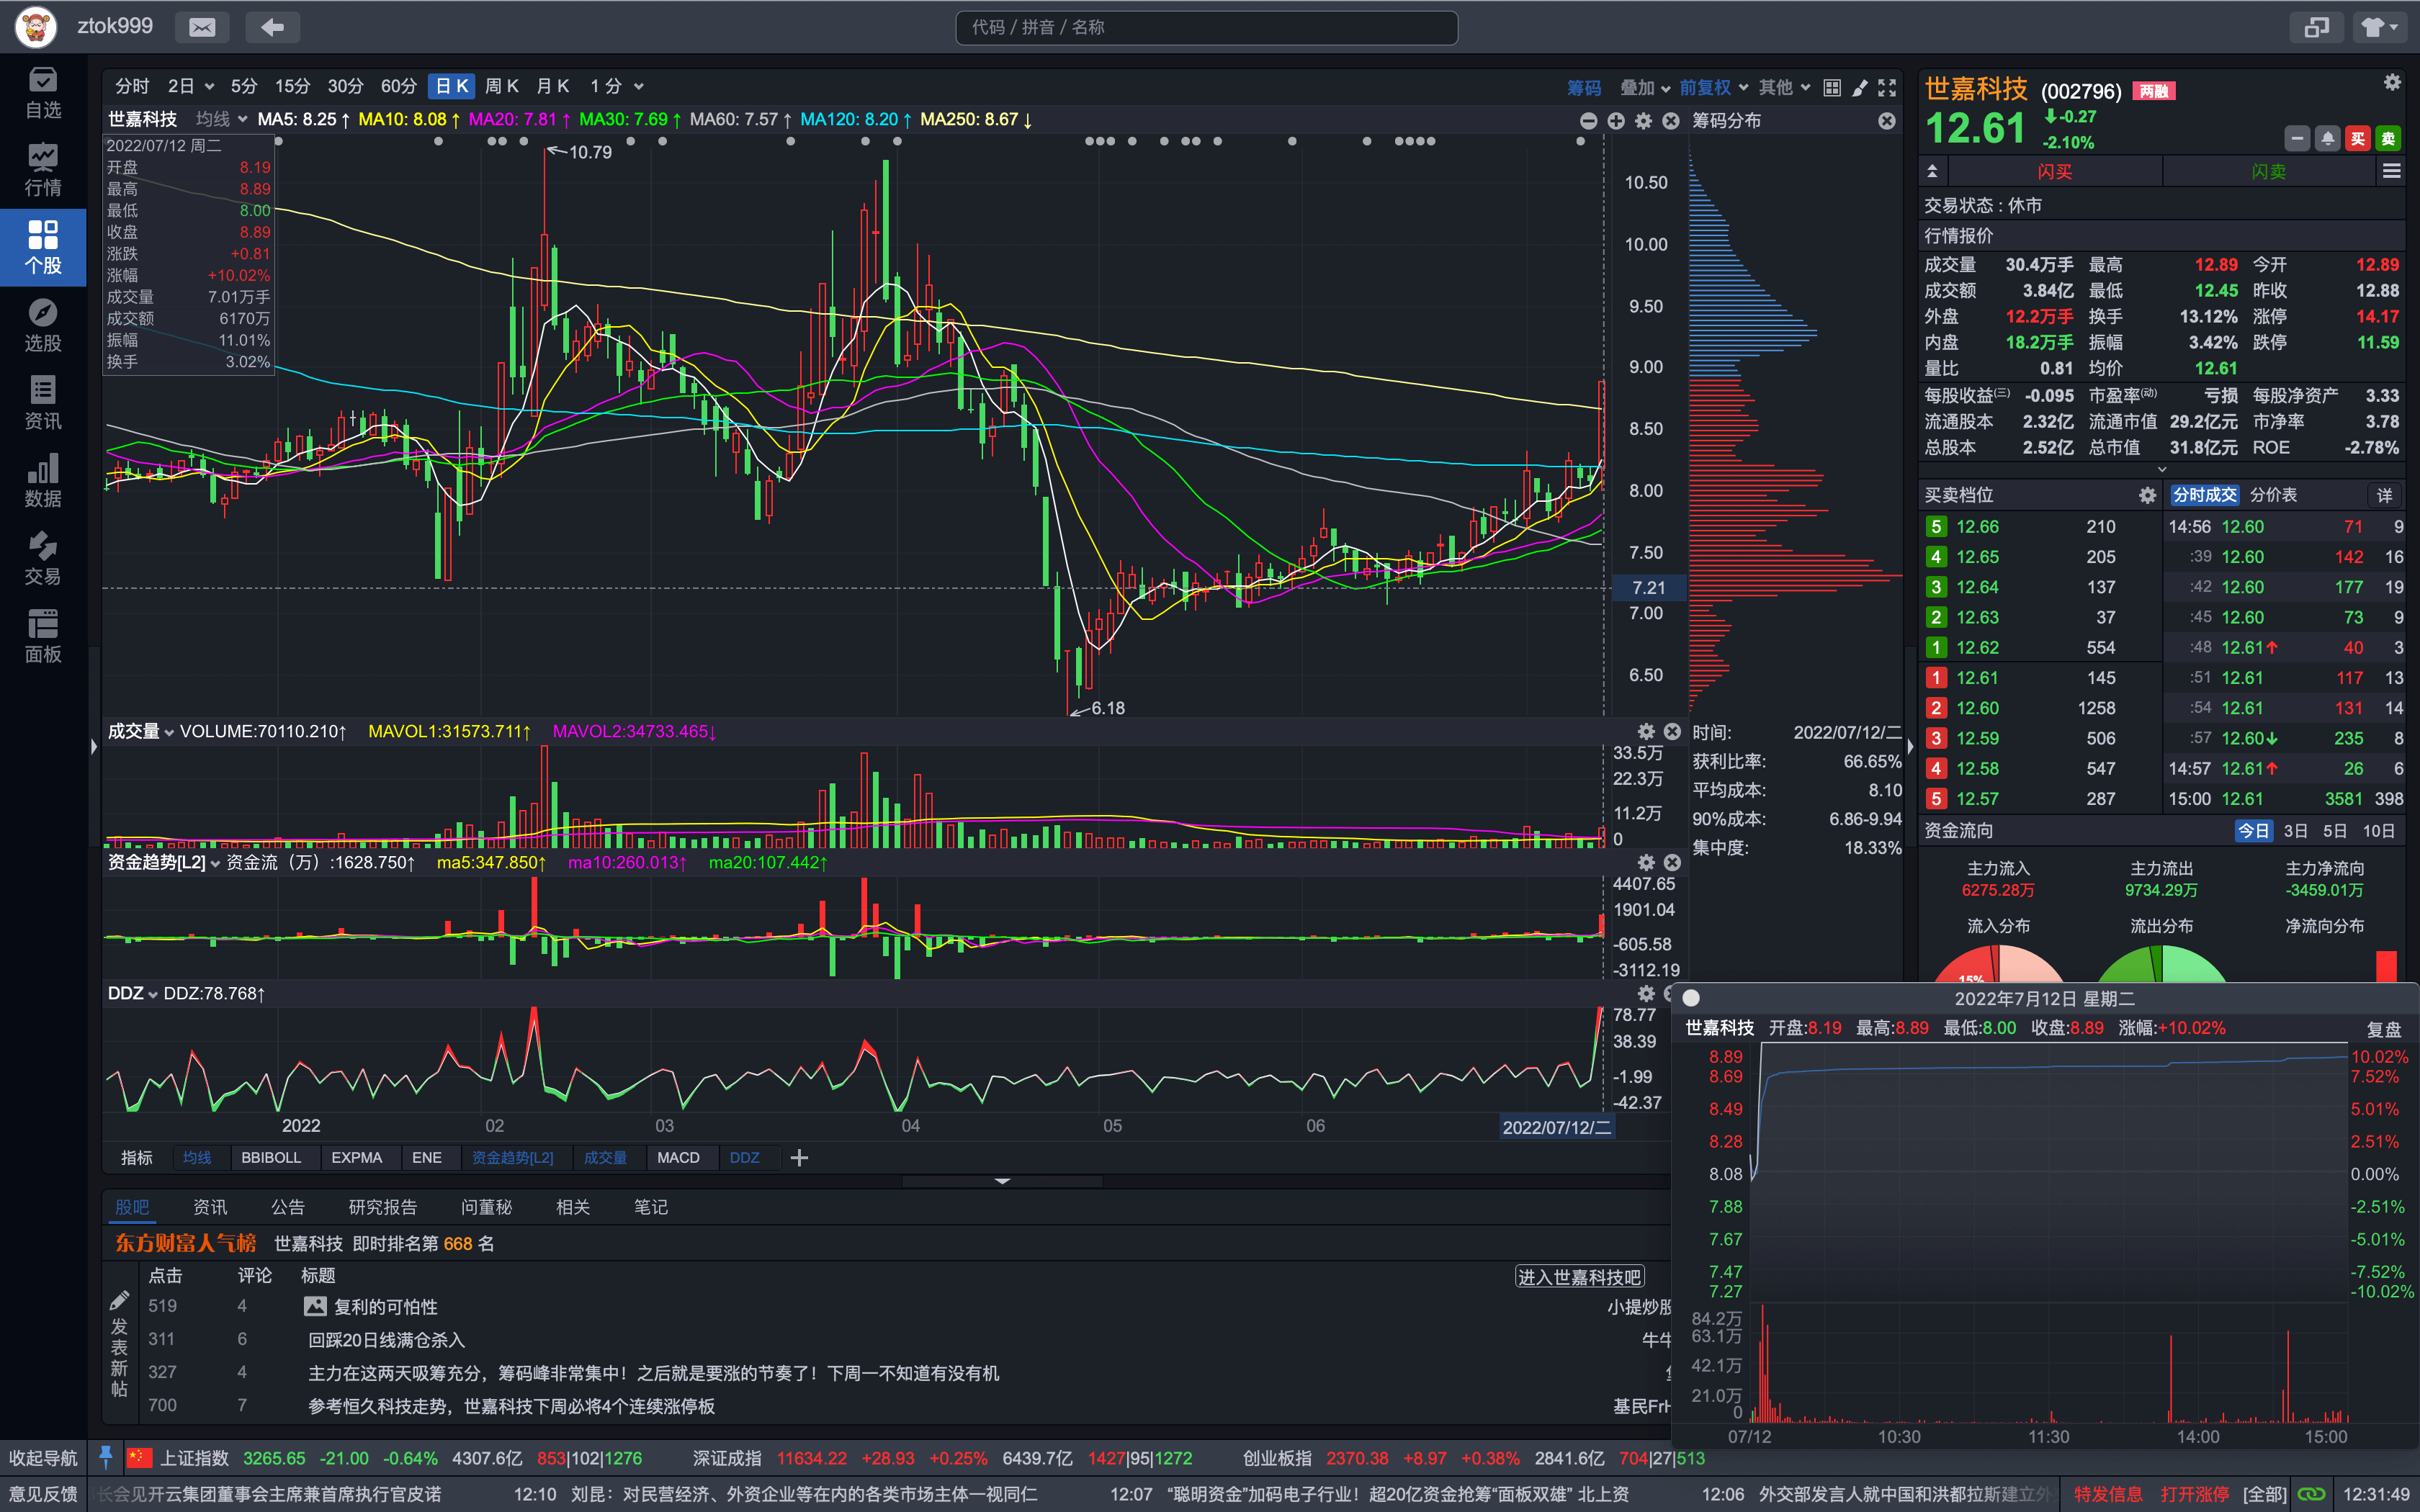 ztok999
代码 / 拼音 / 名称
自选
行情
个股
选股
资讯
数据
交易
面板
分时 2日 5分 15分 30分 60分 日K 周K 月K 1分
筹码 叠加 前复权 其他
世嘉科技 均线 MA5: 8.25↑ MA10: 8.08↑ MA20: 7.81↑ MA30: 7.69↑ MA60: 7.57↑ MA120: 8.20↑ MA250: 8.67↓
筹码分布
2022/07/12 周二
开盘 8.19
最高 8.89
最低 8.00
收盘 8.89
涨跌 +0.81
涨幅 +10.02%
成交量 7.01万手
成交额 6170万
振幅 11.01%
换手 3.02%
10.79
6.18
10.50
10.00
9.50
9.00
8.50
8.00
7.50
7.21
7.00
6.50
成交量 VOLUME:70110.210↑ MAVOL1:31573.711↑ MAVOL2:34733.465↓
33.5万
22.3万
11.2万
0
资金趋势[L2] 资金流（万）:1628.750↑ ma5:347.850↑ ma10:260.013↑ ma20:107.442↑
4407.65
1901.04
-605.58
-3112.19
DDZ DDZ:78.768↑
78.77
38.39
-1.99
-42.37
2022 02 03 04 05 06 2022/07/12/二
指标 均线 BBIBOLL EXPMA ENE 资金趋势[L2] 成交量 MACD DDZ
时间: 2022/07/12/二
获利比率: 66.65%
平均成本: 8.10
90%成本: 6.86-9.94
集中度: 18.33%
股吧 资讯 公告 研究报告 问董秘 相关 笔记
东方财富人气榜 世嘉科技 即时排名第 668 名
点击 评论 标题 进入世嘉科技吧
发表新帖
519 4 复利的可怕性 小提炒股
311 6 回踩20日线满仓杀入 牛牛
327 4 主力在这两天吸筹充分，筹码峰非常集中！之后就是要涨的节奏了！下周一不知道有没有机
700 7 参考恒久科技走势，世嘉科技下周必将4个连续涨停板 基民FrH
世嘉科技 (002796) 两融
12.61 -0.27
-2.10%
买 卖
闪买 闪卖
交易状态 : 休市
行情报价
成交量 30.4万手 最高 12.89 今开 12.89
成交额 3.84亿 最低 12.45 昨收 12.88
外盘 12.2万手 换手 13.12% 涨停 14.17
内盘 18.2万手 振幅 3.42% 跌停 11.59
量比 0.81 均价 12.61
每股收益(三) -0.095 市盈率(动) 亏损 每股净资产 3.33
流通股本 2.32亿 流通市值 29.2亿元 市净率 3.78
总股本 2.52亿 总市值 31.8亿元 ROE -2.78%
买卖档位 分时成交 分价表 详
5 12.66 210 14:56 12.60 71 9
4 12.65 205 :39 12.60 142 16
3 12.64 137 :42 12.60 177 19
2 12.63 37 :45 12.60 73 9
1 12.62 554 :48 12.61↑ 40 3
1 12.61 145 :51 12.61 117 13
2 12.60 1258 :54 12.61 131 14
3 12.59 506 :57 12.60↓ 235 8
4 12.58 547 14:57 12.61↑ 26 6
5 12.57 287 15:00 12.61 3581 398
资金流向 今日 3日 5日 10日
主力流入 主力流出 主力净流向
6275.28万 9734.29万 -3459.01万
流入分布 流出分布 净流向分布
15%
2022年7月12日 星期二
世嘉科技 开盘:8.19 最高:8.89 最低:8.00 收盘:8.89 涨幅:+10.02% 复盘
8.89 10.02%
8.69 7.52%
8.49 5.01%
8.28 2.51%
8.08 0.00%
7.88 -2.51%
7.67 -5.01%
7.47 -7.52%
7.27 -10.02%
84.2万
63.1万
42.1万
21.0万
0
07/12 10:30 11:30 14:00 15:00
收起导航 上证指数 3265.65 -21.00 -0.64% 4307.6亿 853|102|1276 深证成指 11634.22 +28.93 +0.25% 6439.7亿 1427|95|1272 创业板指 2370.38 +8.97 +0.38% 2841.6亿 704|27|513
意见反馈 长会见开云集团董事会主席兼首席执行官皮诺 12:10 刘昆：对民营经济、外资企业等在内的各类市场主体一视同仁 12:07 “聪明资金”加码电子行业！超20亿资金抢筹“面板双雄” 北上资 12:06 外交部发言人就中国和洪都拉斯建立外 特发信息 打开涨停 [全部] 12:31:49